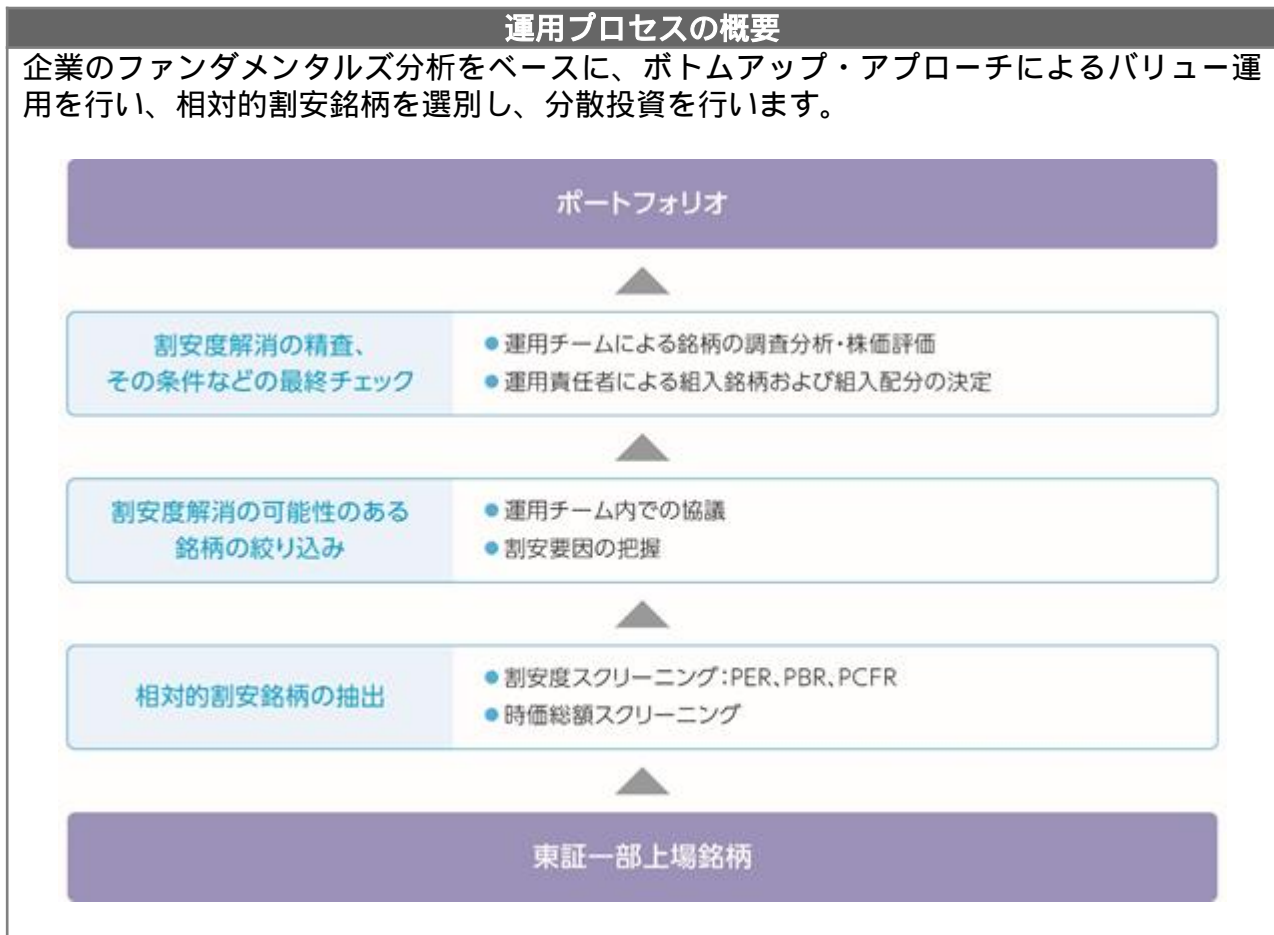 運用プロセスの概要
企業のファンダメンタルズ分析をベースに、ボトムアップ・アプローチによるバリュー運
用を行い、相対的割安銘柄を選別し、分散投資を行います。
ポートフォリオ
割安度解消の精査、
その条件などの最終チェック
●運用チームによる銘柄の調査分析・株価評価
●運用責任者による組入銘柄および組入配分の決定
割安度解消の可能性のある
銘柄の絞り込み
●運用チーム内での協議
●割安要因の把握
相対的割安銘柄の抽出
●割安度スクリーニング:PER、PBR、PCFR
●時価総額スクリーニング
東証一部上場銘柄